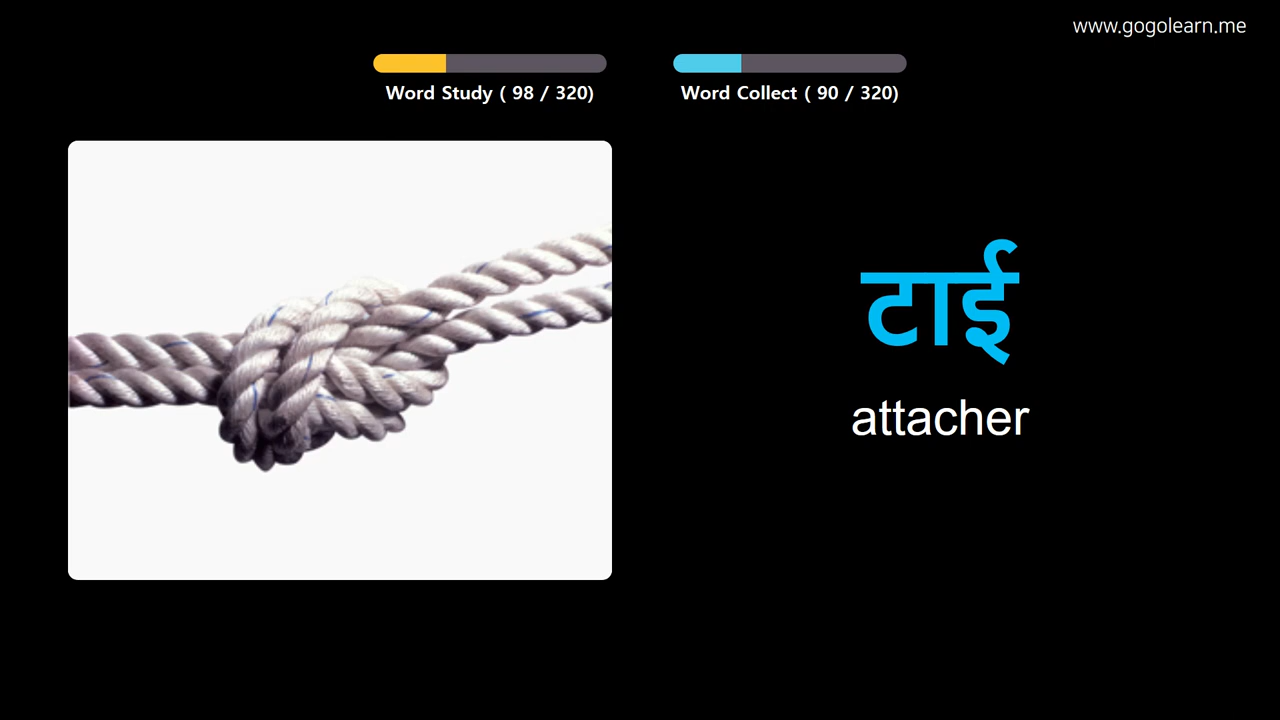 www.gogolearn.me
Word Study ( 98 / 320)
Word Collect ( 90 / 320)
टाई
attacher